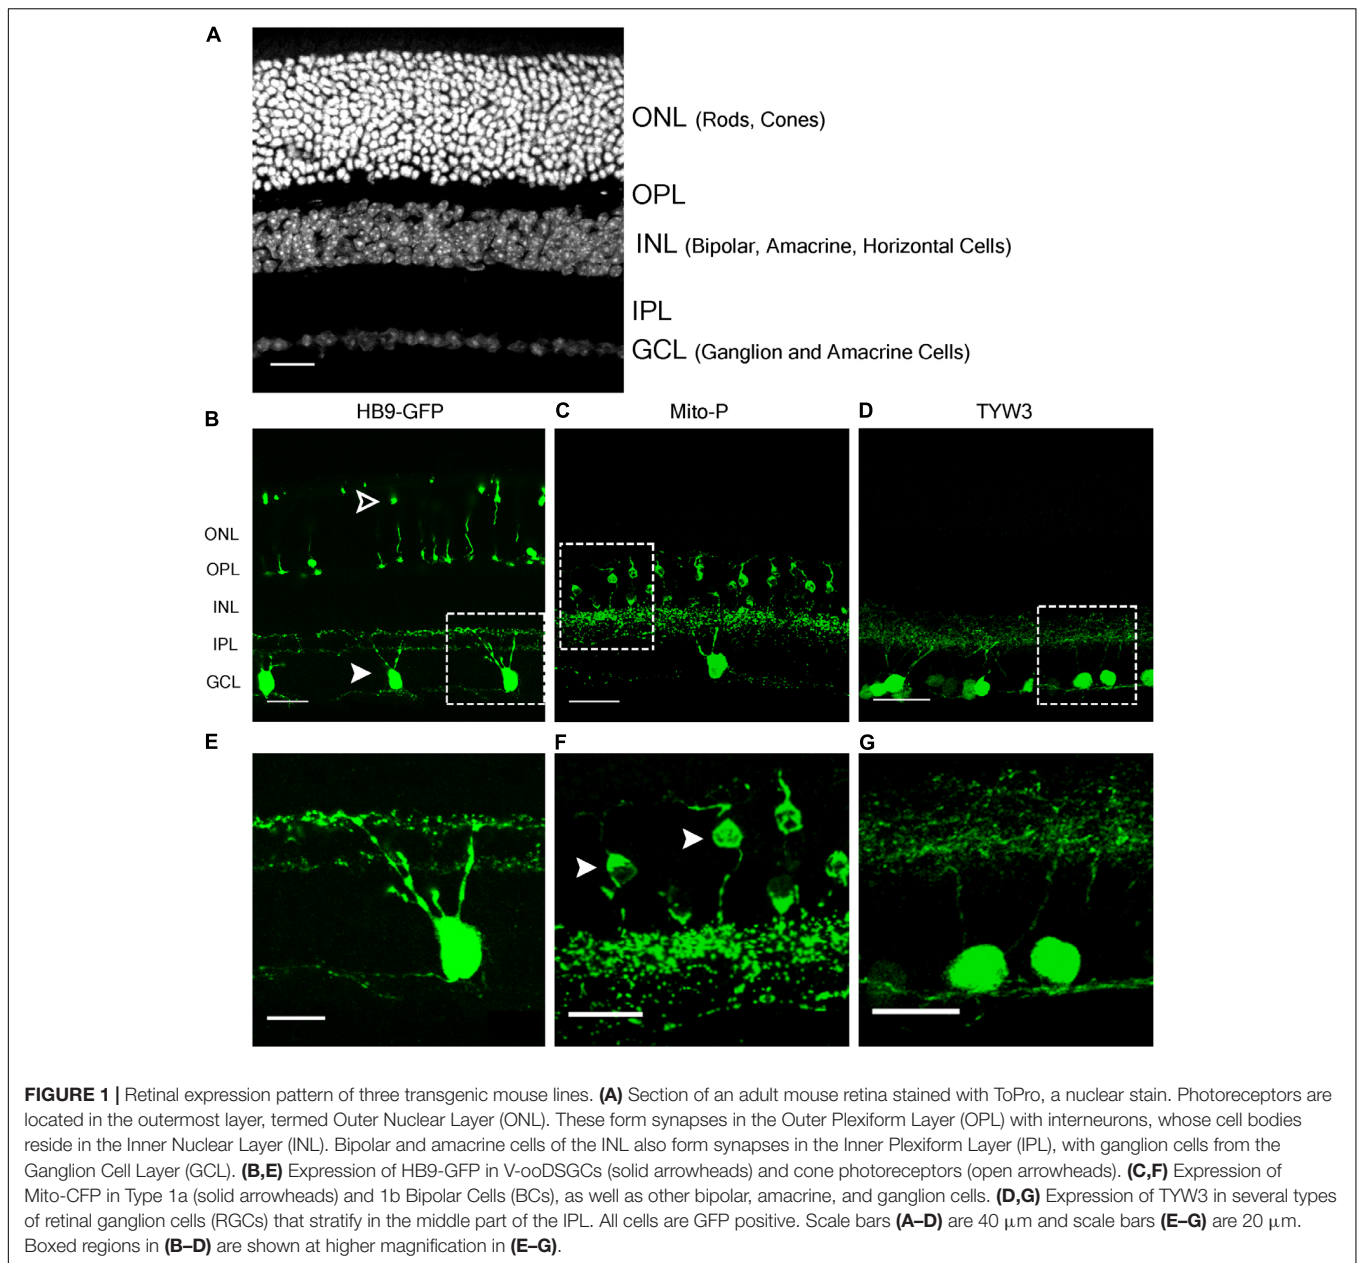 A
ONL (Rods, Cones)
OPL
INL (Bipolar, Amacrine, Horizontal Cells)
IPL
GCL (Ganglion and Amacrine Cells)
B HB9-GFP C Mito-P D TYW3
ONL
OPL
INL
IPL
GCL
E F G
FIGURE 1 | Retinal expression pattern of three transgenic mouse lines. (A) Section of an adult mouse retina stained with ToPro, a nuclear stain. Photoreceptors are
located in the outermost layer, termed Outer Nuclear Layer (ONL). These form synapses in the Outer Plexiform Layer (OPL) with interneurons, whose cell bodies
reside in the Inner Nuclear Layer (INL). Bipolar and amacrine cells of the INL also form synapses in the Inner Plexiform Layer (IPL), with ganglion cells from the
Ganglion Cell Layer (GCL). (B,E) Expression of HB9-GFP in V-ooDSGCs (solid arrowheads) and cone photoreceptors (open arrowheads). (C,F) Expression of
Mito-CFP in Type 1a (solid arrowheads) and 1b Bipolar Cells (BCs), as well as other bipolar, amacrine, and ganglion cells. (D,G) Expression of TYW3 in several types
of retinal ganglion cells (RGCs) that stratify in the middle part of the IPL. All cells are GFP positive. Scale bars (A–D) are 40 μm and scale bars (E–G) are 20 μm.
Boxed regions in (B–D) are shown at higher magnification in (E–G).